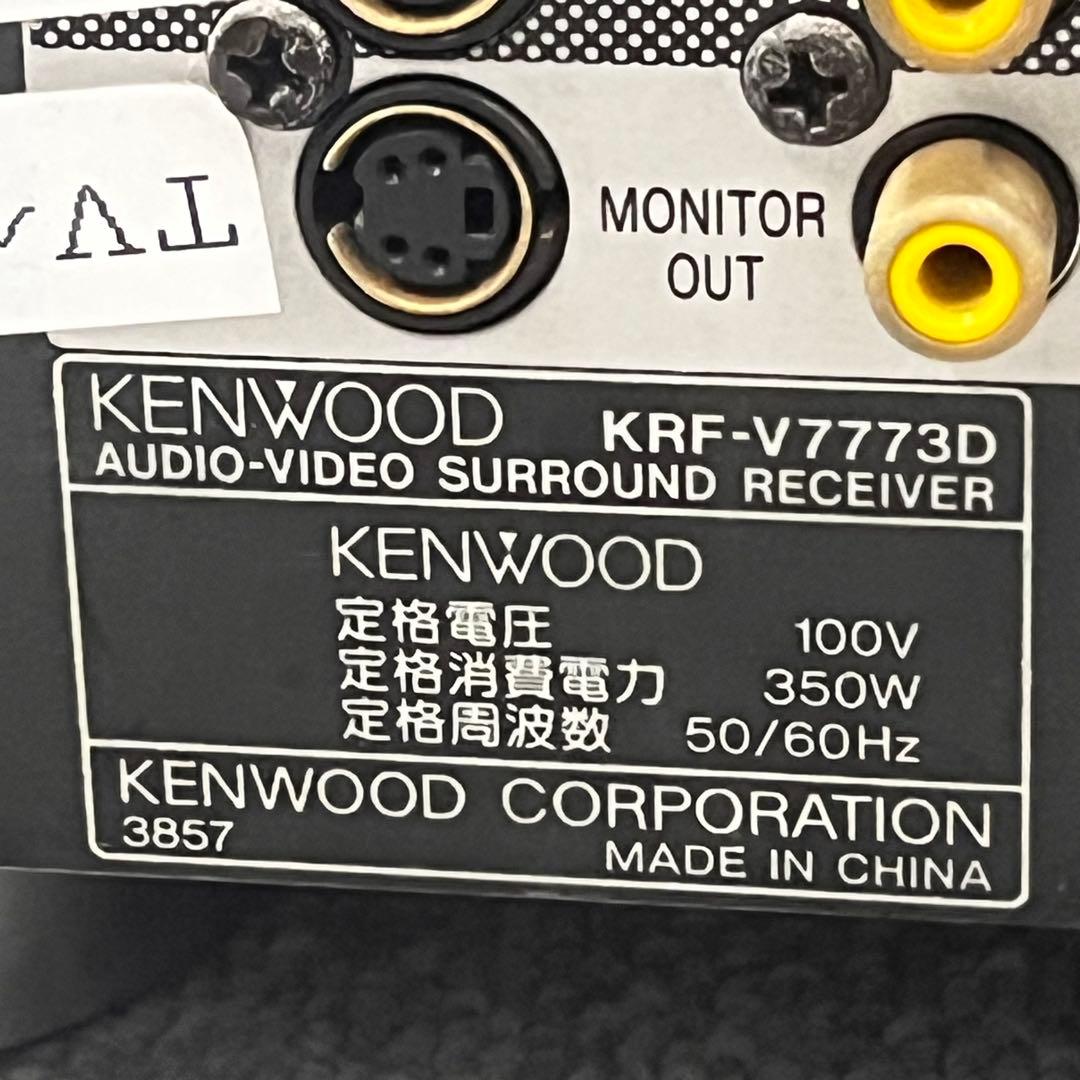 MONITOR
OUT
KENWOOD KRF-V7773D
AUDIO-VIDEO SURROUND RECEIVER
KENWOOD
定格電圧 100V
定格消費電力 350W
定格周波数 50/60Hz
KENWOOD CORPORATION
3857 MADE IN CHINA